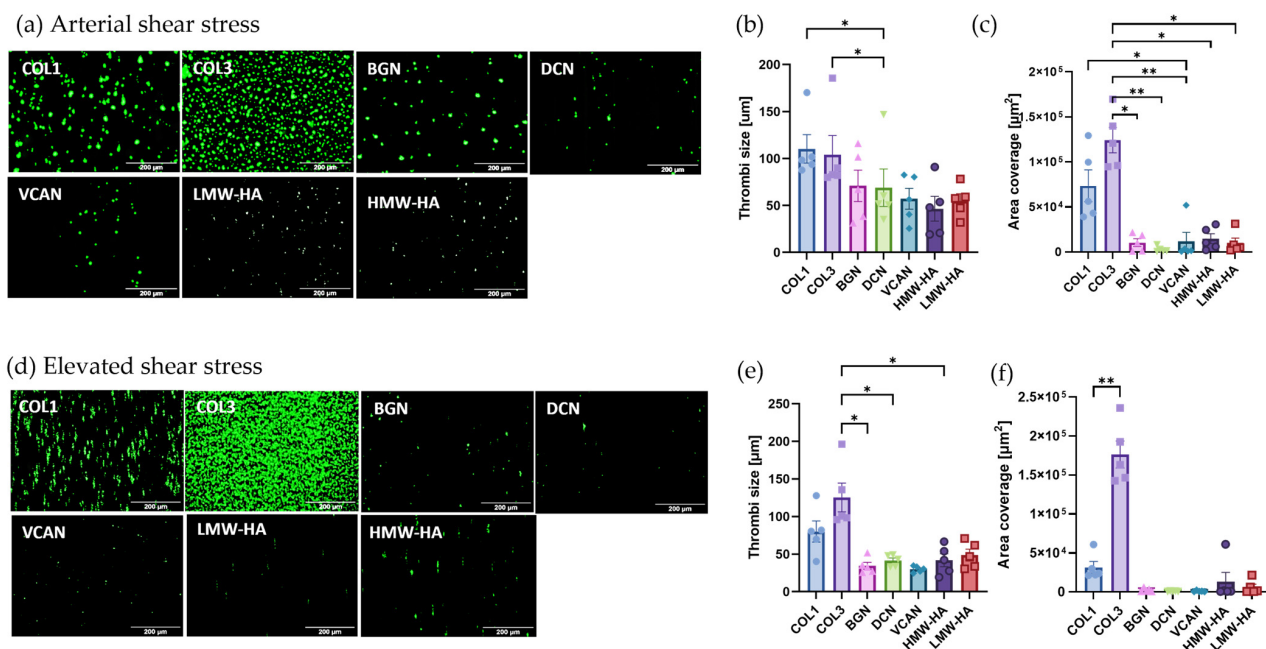 (a) Arterial shear stress
COL1
COL3
BGN
DCN
200 µm
200 µm
200 µm
200 µm
VCAN
LMW-HA
HMW-HA
200 µm
200 µm
200 µm
(b)
*
*
Thrombi size [um]
200
150
100
50
0
COL1
COL3
BGN
DCN
VCAN
HMW-HA
LMW-HA
(c)
*
*
*
**
**
*
Area coverage [µm²]
2×10⁵
2×10⁵
1×10⁵
5×10⁴
0
COL1
COL3
BGN
DCN
VCAN
HMW-HA
LMW-HA
(d) Elevated shear stress
COL1
COL3
BGN
DCN
200 µm
200 µm
200 µm
200 µm
VCAN
LMW-HA
HMW-HA
200 µm
200 µm
200 µm
(e)
*
*
*
Thrombi size [µm]
250
200
150
100
50
0
COL1
COL3
BGN
DCN
VCAN
HMW-HA
LMW-HA
(f)
**
Area coverage [µm²]
2.5×10⁵
2×10⁵
2×10⁵
1×10⁵
5×10⁴
0
COL1
COL3
BGN
DCN
VCAN
HMW-HA
LMW-HA